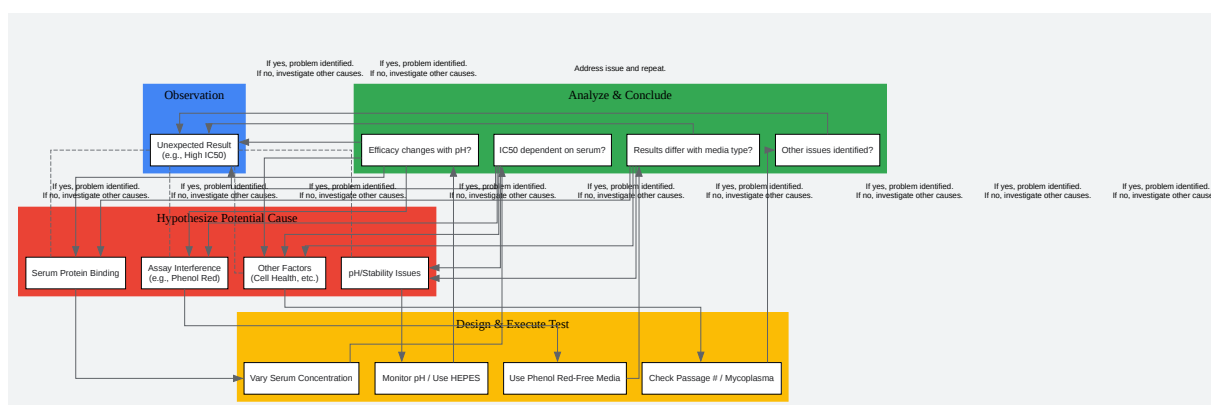 If yes, problem identified.
If no, investigate other causes.
If yes, problem identified.
If no, investigate other causes.
Address issue and repeat.
Observation
Analyze & Conclude
Unexpected Result
(e.g., High IC50)
Efficacy changes with pH?
IC50 dependent on serum?
Results differ with media type?
Other issues identified?
If yes, problem identified.
If no, investigate other causes.
If yes, problem identified.
If no, investigate other causes.
If yes, problem identified.
If no, investigate other causes.
If yes, problem identified.
If no, investigate other causes.
If yes, problem identified.
If no, investigate other causes.
If yes, problem identified.
If no, investigate other causes.
If yes, problem identified.
If no, investigate other causes.
If yes, problem identified.
If no, investigate other causes.
If yes, problem identified.
If no, investigate other
Hypothesize Potential Cause
Serum Protein Binding
Assay Interference
(e.g., Phenol Red)
Other Factors
(Cell Health, etc.)
pH/Stability Issues
Design & Execute Test
Vary Serum Concentration
Monitor pH / Use HEPES
Use Phenol Red-Free Media
Check Passage # / Mycoplasma